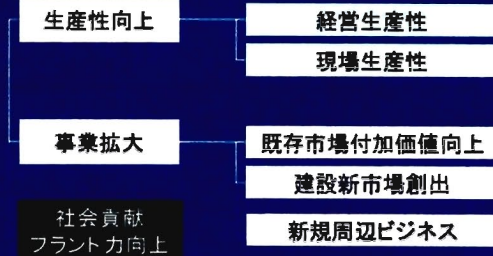 生産性向上
経営生産性
現場生産性
事業拡大
既存市場付加価値向上
建設新市場創出
社会貢献
フラント力向上
新規周辺ビジネス